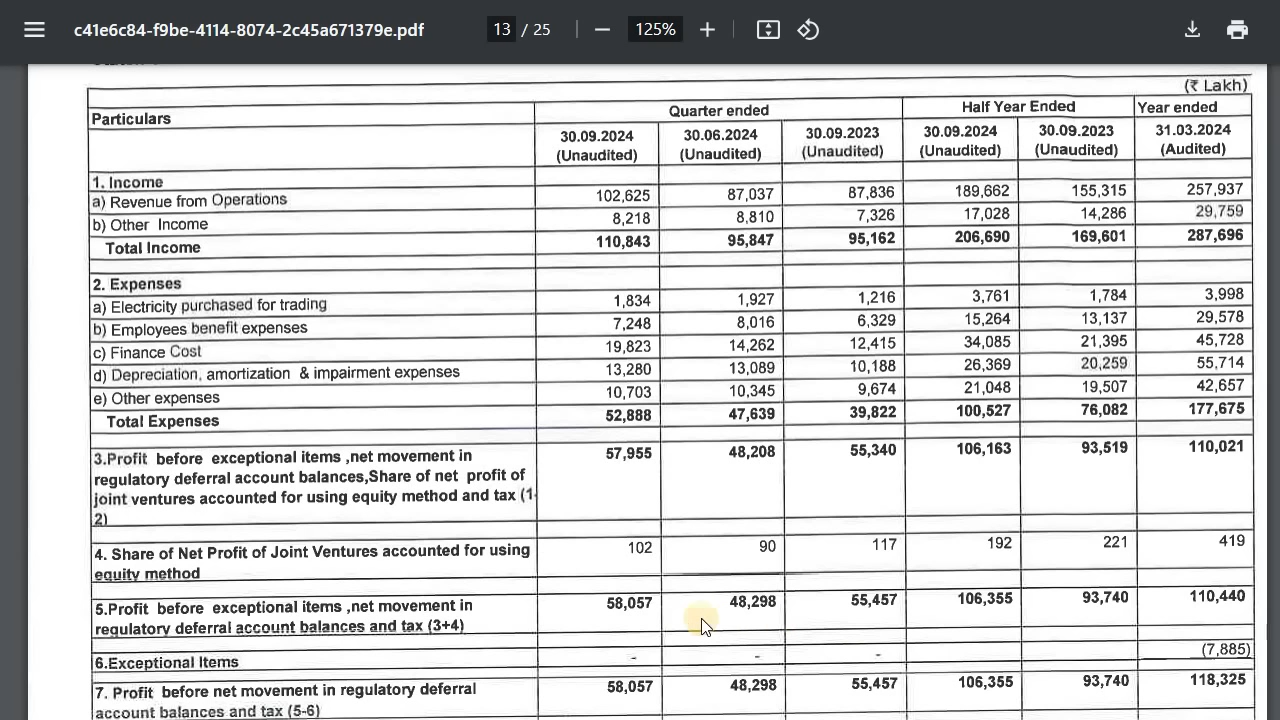 c41e6c84-f9be-4114-8074-2c45a671379e.pdf 13 / 25 125%
(₹ Lakh)
Particulars Quarter ended Half Year Ended Year ended
30.09.2024 30.06.2024 30.09.2023 30.09.2024 30.09.2023 31.03.2024
(Unaudited) (Unaudited) (Unaudited) (Unaudited) (Unaudited) (Audited)
1. Income
a) Revenue from Operations 102,625 87,037 87,836 189,662 155,315 257,937
b) Other Income 8,218 8,810 7,326 17,028 14,286 29,759
Total Income 110,843 95,847 95,162 206,690 169,601 287,696
2. Expenses
a) Electricity purchased for trading 1,834 1,927 1,216 3,761 1,784 3,998
b) Employees benefit expenses 7,248 8,016 6,329 15,264 13,137 29,578
c) Finance Cost 19,823 14,262 12,415 34,085 21,395 45,728
d) Depreciation, amortization & impairment expenses 13,280 13,089 10,188 26,369 20,259 55,714
e) Other expenses 10,703 10,345 9,674 21,048 19,507 42,657
Total Expenses 52,888 47,639 39,822 100,527 76,082 177,675
3.Profit before exceptional items ,net movement in 57,955 48,208 55,340 106,163 93,519 110,021
regulatory deferral account balances,Share of net profit of
joint ventures accounted for using equity method and tax (1-
2)
4. Share of Net Profit of Joint Ventures accounted for using 102 90 117 192 221 419
equity method
5.Profit before exceptional items ,net movement in 58,057 48,298 55,457 106,355 93,740 110,440
regulatory deferral account balances and tax (3+4)
6.Exceptional Items - - - (7,885)
7. Profit before net movement in regulatory deferral 58,057 48,298 55,457 106,355 93,740 118,325
account balances and tax (5-6)